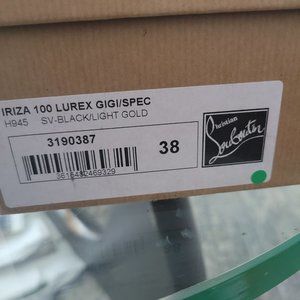 IRIZA 100 LUREX GIGI/SPEC
H945 SV-BLACK/LIGHT GOLD
3190387
38
Christian
Louboutin